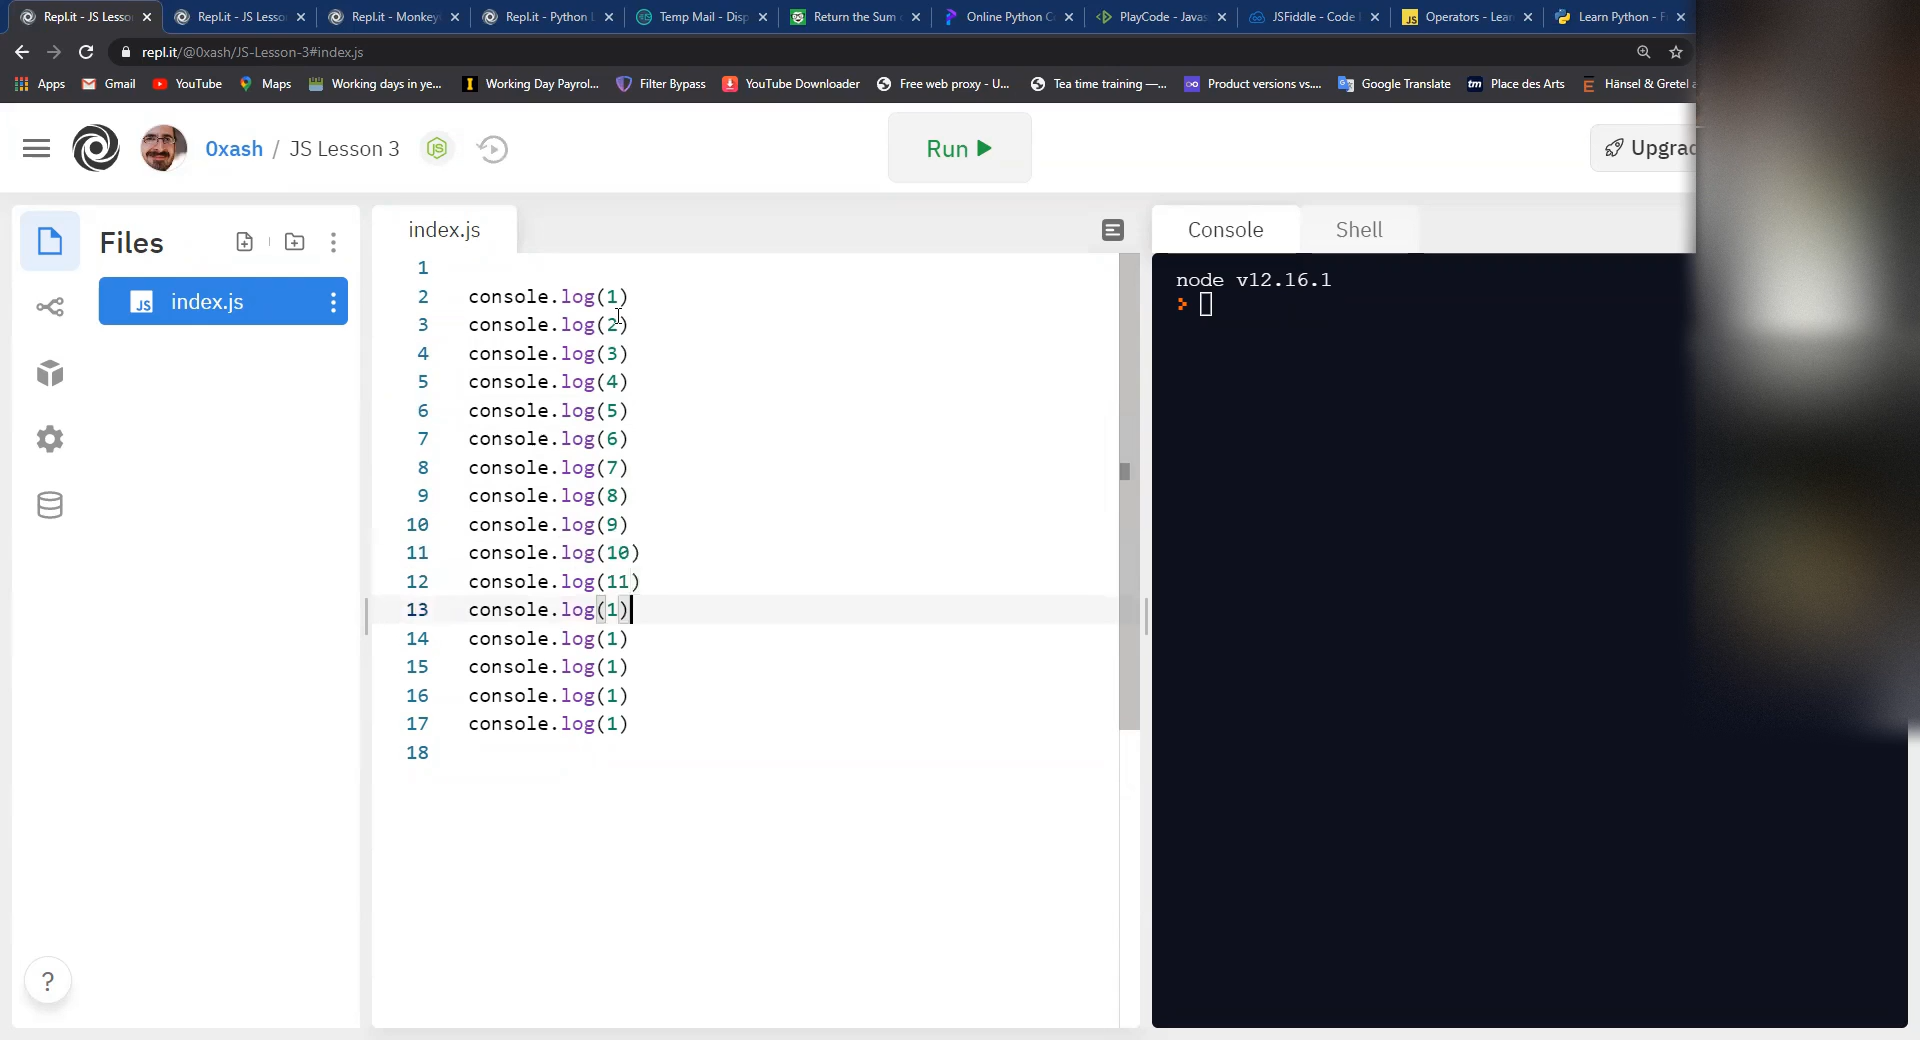 Repl.it - JS Lesso
Repl.it - JS Lesso
Repl.it - Monkey
Repl.it - Python
Temp Mail - Disp
Return the Sum
Online Python C
PlayCode - Javas
JSFiddle - Code
Operators - Lear
Learn Python - F
repl.it/@0xash/JS-Lesson-3#index.js
Apps
Gmail
YouTube
Maps
Working days in ye...
Working Day Payrol...
Filter Bypass
YouTube Downloader
Free web proxy - U...
Tea time training —...
Product versions vs....
Google Translate
tm Place des Arts
E Hänsel & Gretel
0xash / JS Lesson 3
Run
Upgrad
Files
index.js
index.js
Console
Shell
1
2 console.log(1)
3 console.log(2)
4 console.log(3)
5 console.log(4)
6 console.log(5)
7 console.log(6)
8 console.log(7)
9 console.log(8)
10 console.log(9)
11 console.log(10)
12 console.log(11)
13 console.log(1)
14 console.log(1)
15 console.log(1)
16 console.log(1)
17 console.log(1)
18
node v12.16.1
?